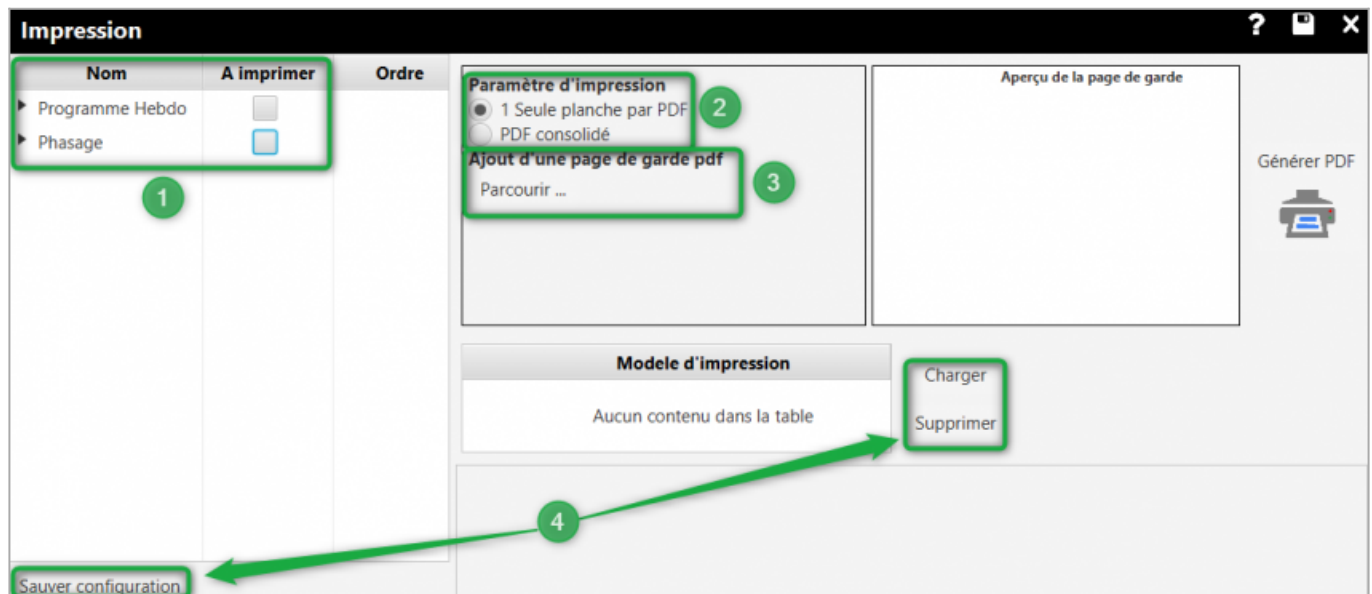 Impression
?
Nom A imprimer Ordre
Programme Hebdo
Phasage
1
Paramètre d'impression
1 Seule planche par PDF
PDF consolidé
2
Ajout d'une page de garde pdf
Parcourir ...
3
Aperçu de la page de garde
Générer PDF
Modele d'impression
Aucun contenu dans la table
Charger
Supprimer
4
Sauver configuration